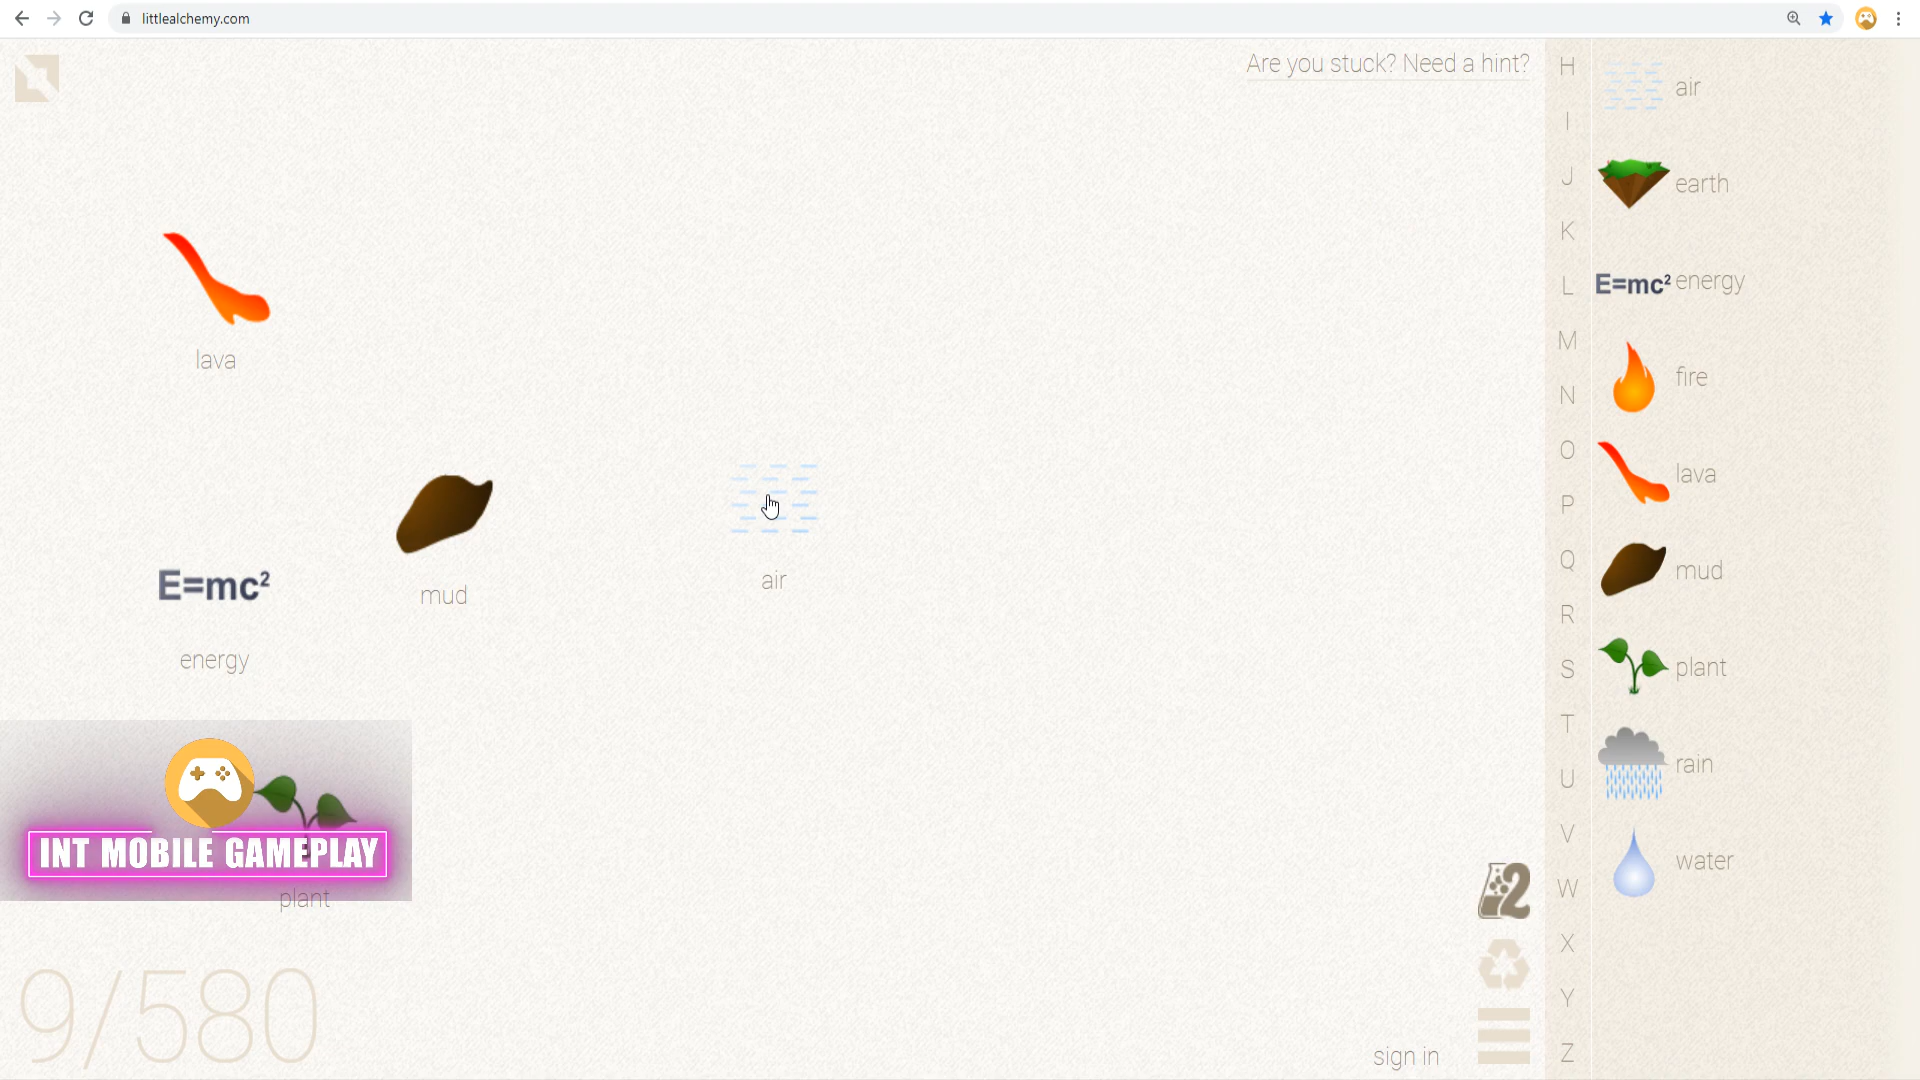 littlealchemy.com
Are you stuck? Need a hint?
lava
E=mc²
energy
mud
air
plant
INT MOBILE GAMEPLAY
9/580
2
sign in
H
I
J
K
L
M
N
O
P
Q
R
S
T
U
V
W
X
Y
Z
air
earth
E=mc² energy
fire
lava
mud
plant
rain
water